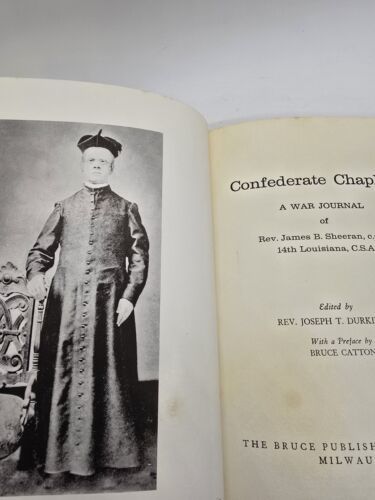 Confederate Chapl
A WAR JOURNAL
of
Rev. James B. Sheeran, c.
14th Louisiana, C.S.A
Edited by
REV. JOSEPH T. DURKI
With a Preface by
BRUCE CATTON
THE BRUCE PUBLISH
MILWAU